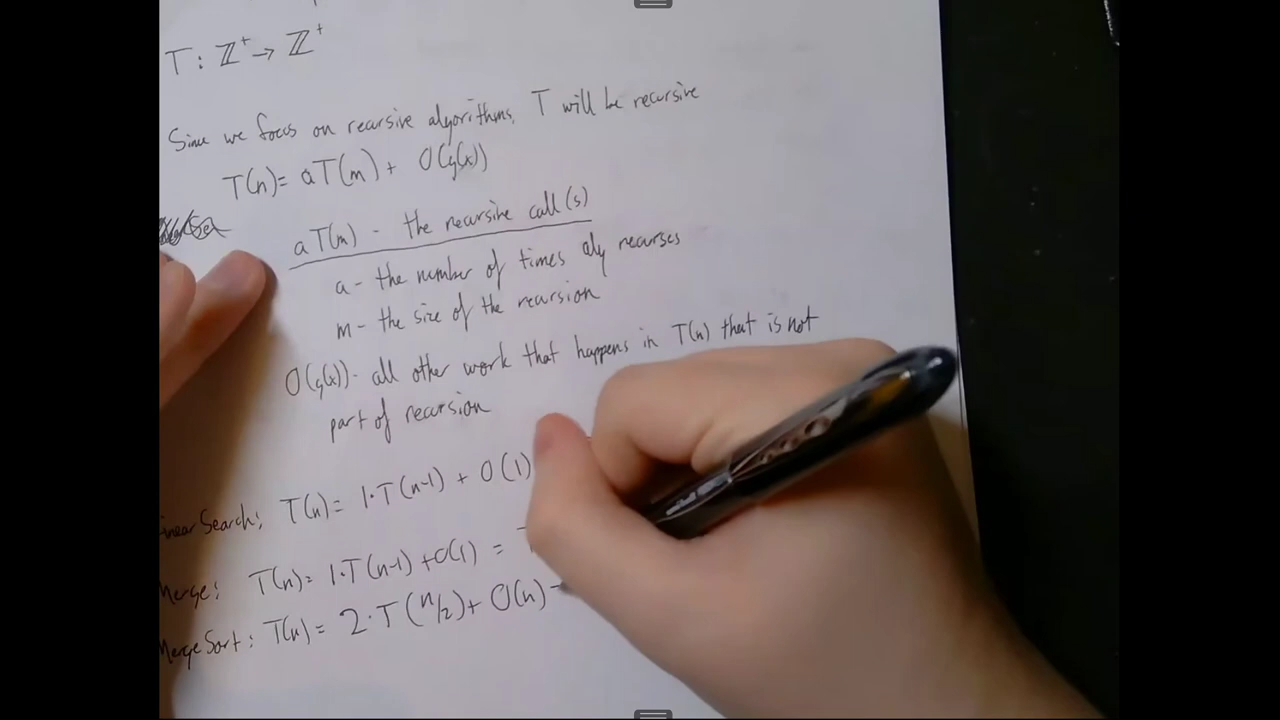 T : ℤ⁺ → ℤ⁺
Since we focus on recursive algorithms, T will be recursive
T(n) = aT(m) + O(g(x))
aT(m) - the recursive call(s)
a - the number of times alg recurses
m - the size of the recursion
O(g(x)) - all other work that happens in T(n) that is not
part of recursion
inear Search: T(n) = 1·T(n-1) + O(1)
Merge: T(n) = 1·T(n-1) + O(1) =
MergeSort: T(n) = 2·T(n/2) + O(n)